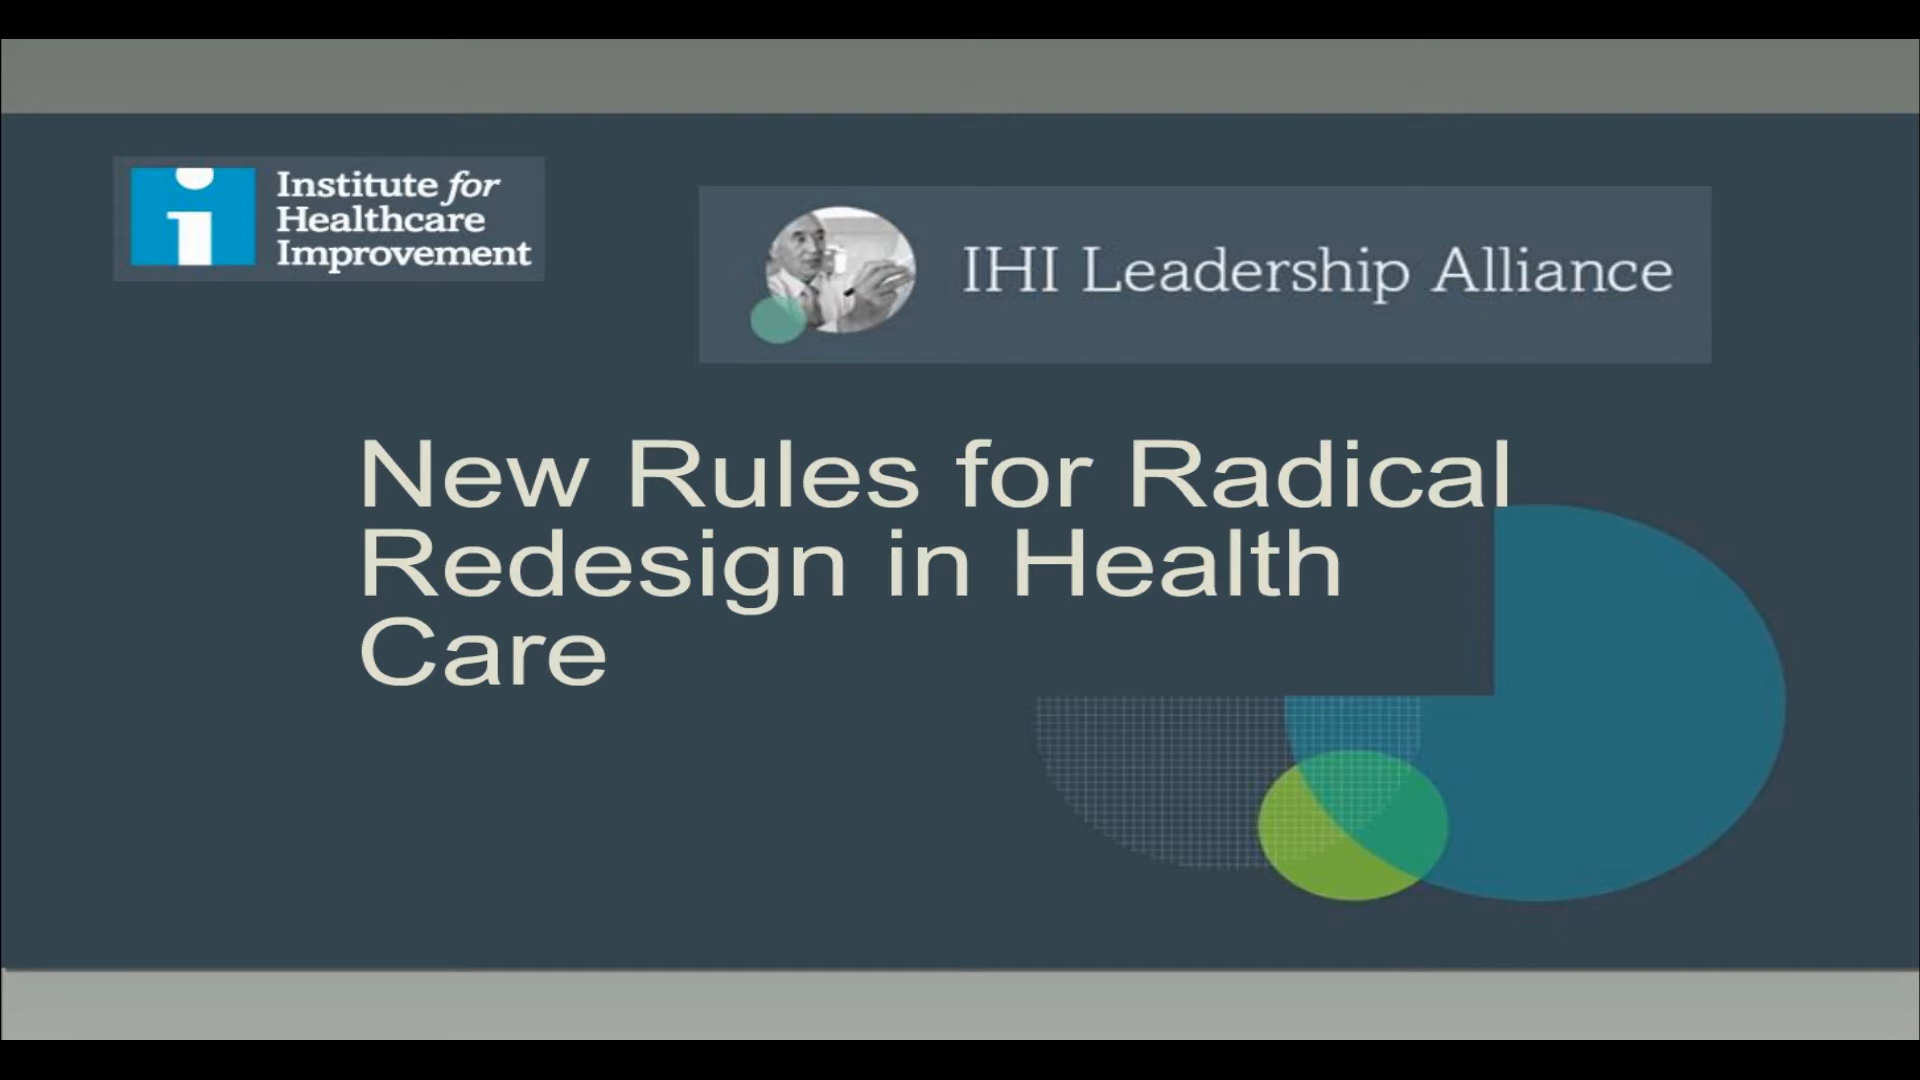 Institute for
Healthcare
Improvement
IHI Leadership Alliance
New Rules for Radical
Redesign in Health
Care